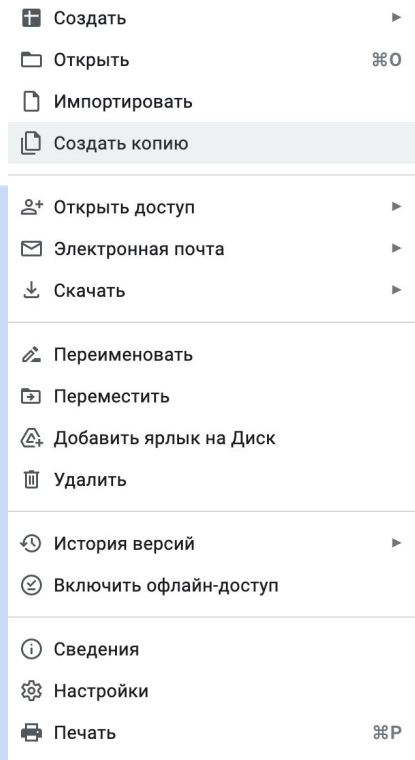 Создать
Открыть ⌘O
Импортировать
Создать копию
Открыть доступ
Электронная почта
Скачать
Переименовать
Переместить
Добавить ярлык на Диск
Удалить
История версий
Включить офлайн-доступ
Сведения
Настройки
Печать ⌘P